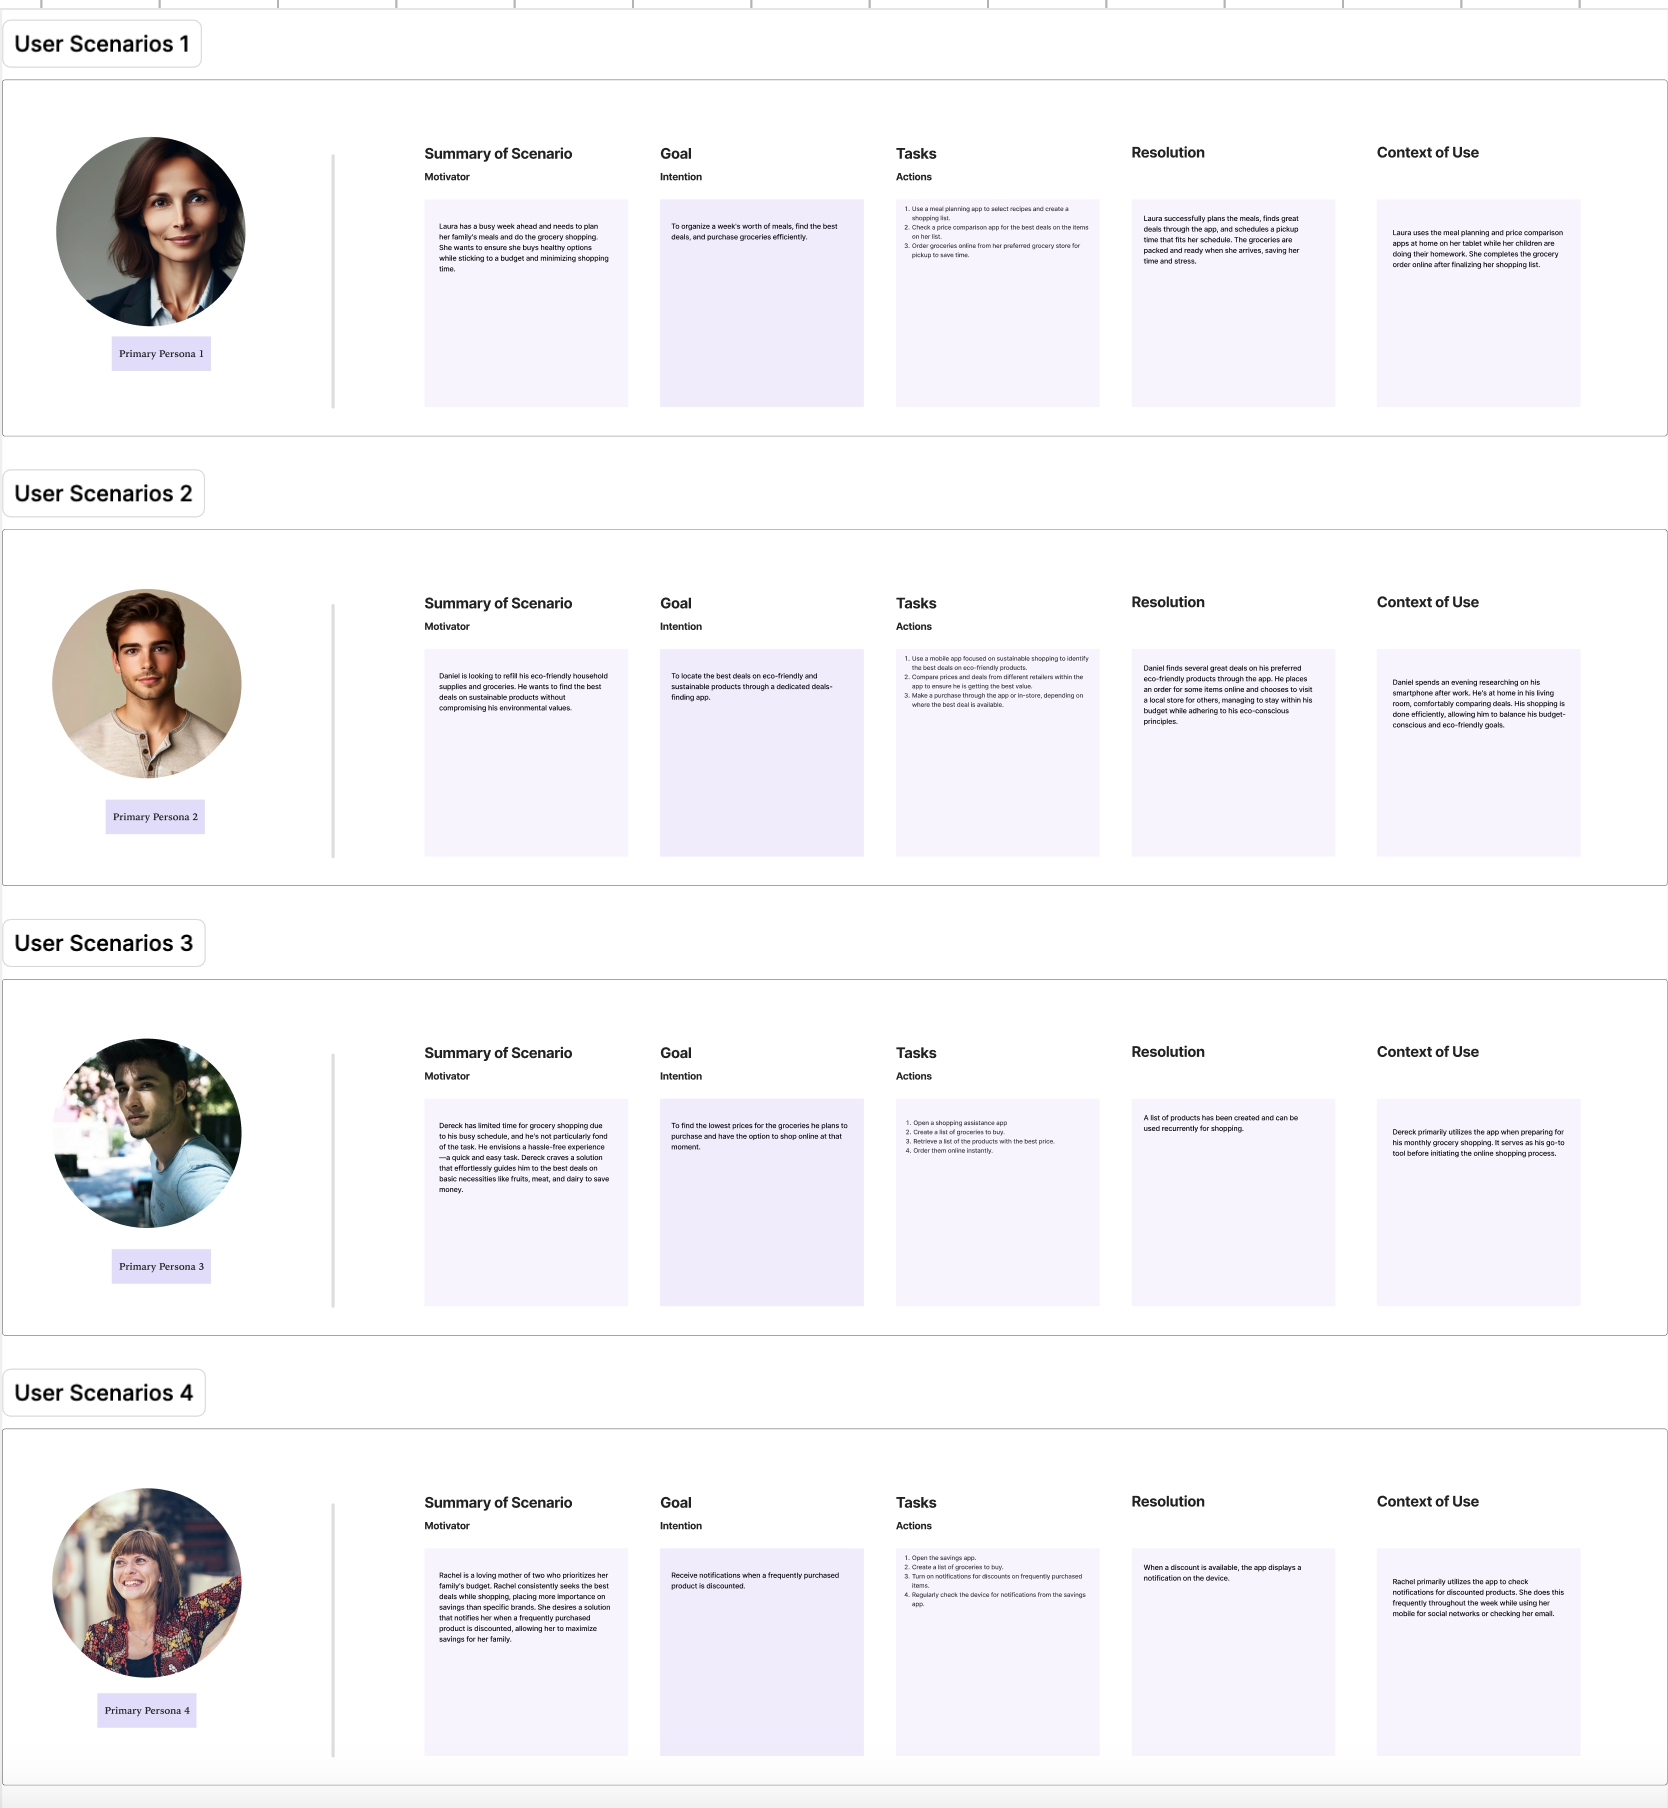 User Scenarios 1
Summary of Scenario
Motivator
Laura has a busy week ahead and needs to plan
her family's meals and do the grocery shopping.
She wants to ensure she buys healthy options
while sticking to a budget and minimizing shopping
time.
Goal
Intention
To organize a week's worth of meals, find the best
deals, and purchase groceries efficiently.
Tasks
Actions
1. Use a meal planning app to select recipes and create a
shopping list.
2. Check a price comparison app for the best deals on the items
on her list.
3. Order groceries online from her preferred grocery store for
pickup to save time.
Resolution
Laura successfully plans the meals, finds great
deals through the app, and schedules a pickup
time that fits her schedule. The groceries are
packed and ready when she arrives, saving her
time and stress.
Context of Use
Laura uses the meal planning and price comparison
apps at home on her tablet while her children are
doing their homework. She completes the grocery
order online after finalizing her shopping list.
Primary Persona 1
User Scenarios 2
Summary of Scenario
Motivator
Daniel is looking to refill his eco-friendly household
supplies and groceries. He wants to find the best
deals on sustainable products without
compromising his environmental values.
Goal
Intention
To locate the best deals on eco-friendly and
sustainable products through a dedicated deals-
finding app.
Tasks
Actions
1. Use a mobile app focused on sustainable shopping to identify
the best deals on eco-friendly products.
2. Compare prices and deals from different retailers within the
app to ensure he is getting the best value.
3. Make a purchase through the app or in-store, depending on
where the best deal is available.
Resolution
Daniel finds several great deals on his preferred
eco-friendly products through the app. He places
an order for some items online and chooses to visit
a local store for others, managing to stay within his
budget while adhering to his eco-conscious
principles.
Context of Use
Daniel spends an evening researching on his
smartphone after work. He's at home in his living
room, comfortably comparing deals. His shopping is
done efficiently, allowing him to balance his budget-
conscious and eco-friendly goals.
Primary Persona 2
User Scenarios 3
Summary of Scenario
Motivator
Dereck has limited time for grocery shopping due
to his busy schedule, and he's not particularly fond
of the task. He envisions a hassle-free experience
—a quick and easy task. Dereck craves a solution
that effortlessly guides him to the best deals on
basic necessities like fruits, meat, and dairy to save
money.
Goal
Intention
To find the lowest prices for the groceries he plans to
purchase and have the option to shop online at that
moment.
Tasks
Actions
1. Open a shopping assistance app
2. Create a list of groceries to buy.
3. Retrieve a list of the products with the best price.
4. Order them online instantly.
Resolution
A list of products has been created and can be
used recurrently for shopping.
Context of Use
Dereck primarily utilizes the app when preparing for
his monthly grocery shopping. It serves as his go-to
tool before initiating the online shopping process.
Primary Persona 3
User Scenarios 4
Summary of Scenario
Motivator
Rachel is a loving mother of two who prioritizes her
family's budget. Rachel consistently seeks the best
deals while shopping, placing more importance on
savings than specific brands. She desires a solution
that notifies her when a frequently purchased
product is discounted, allowing her to maximize
savings for her family.
Goal
Intention
Receive notifications when a frequently purchased
product is discounted.
Tasks
Actions
1. Open the savings app.
2. Create a list of groceries to buy.
3. Turn on notifications for discounts on frequently purchased
items.
4. Regularly check the device for notifications from the savings
app.
Resolution
When a discount is available, the app displays a
notification on the device.
Context of Use
Rachel primarily utilizes the app to check
notifications for discounted products. She does this
frequently throughout the week while using her
mobile for social networks or checking her email.
Primary Persona 4